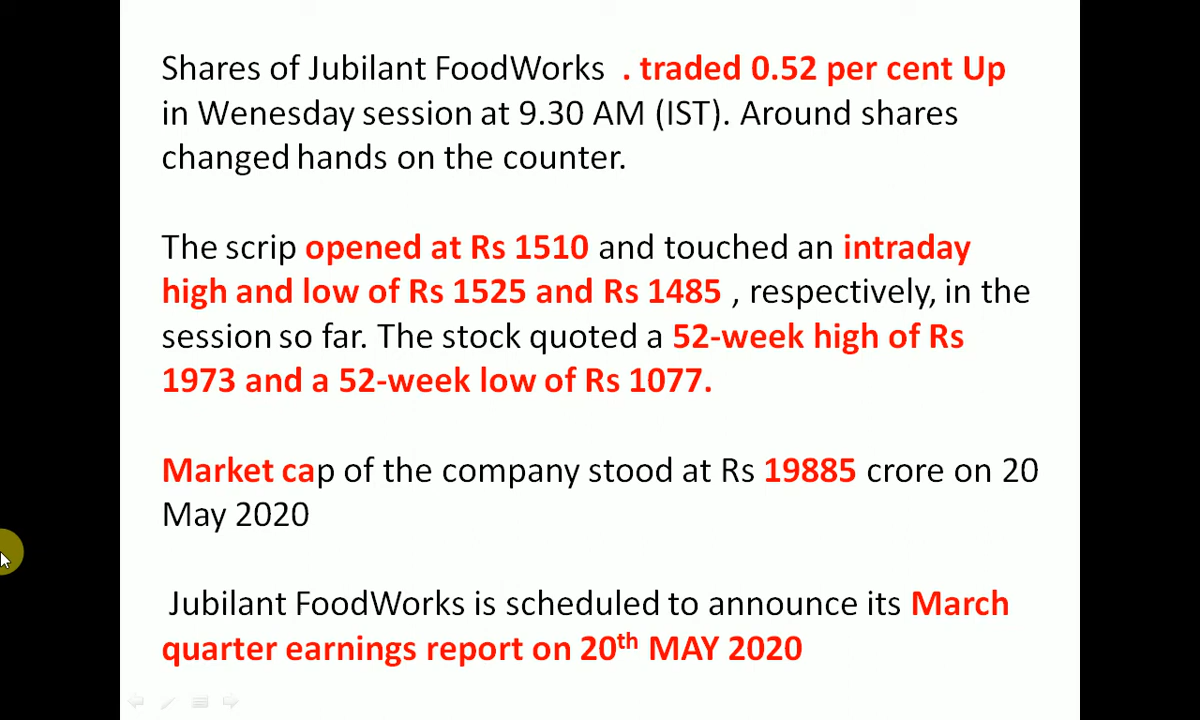 Shares of Jubilant FoodWorks . traded 0.52 per cent Up
in Wenesday session at 9.30 AM (IST). Around shares
changed hands on the counter.
The scrip opened at Rs 1510 and touched an intraday
high and low of Rs 1525 and Rs 1485 , respectively, in the
session so far. The stock quoted a 52-week high of Rs
1973 and a 52-week low of Rs 1077.
Market cap of the company stood at Rs 19885 crore on 20
May 2020
Jubilant FoodWorks is scheduled to announce its March
quarter earnings report on 20th MAY 2020